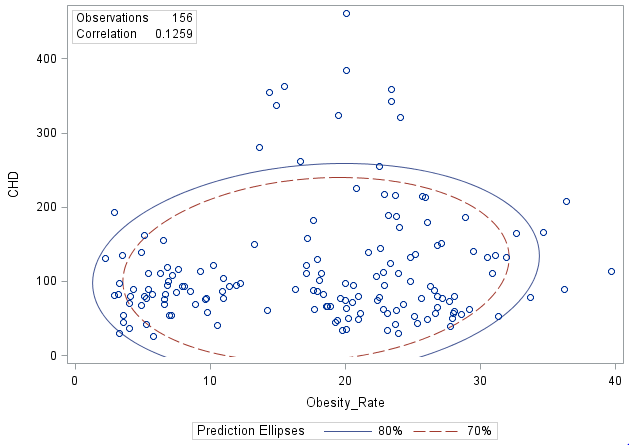 Observations 156
Correlation 0.1259
400
300
200
100
0
CHD
0 10 20 30 40
Obesity_Rate
Prediction Ellipses 80% 70%